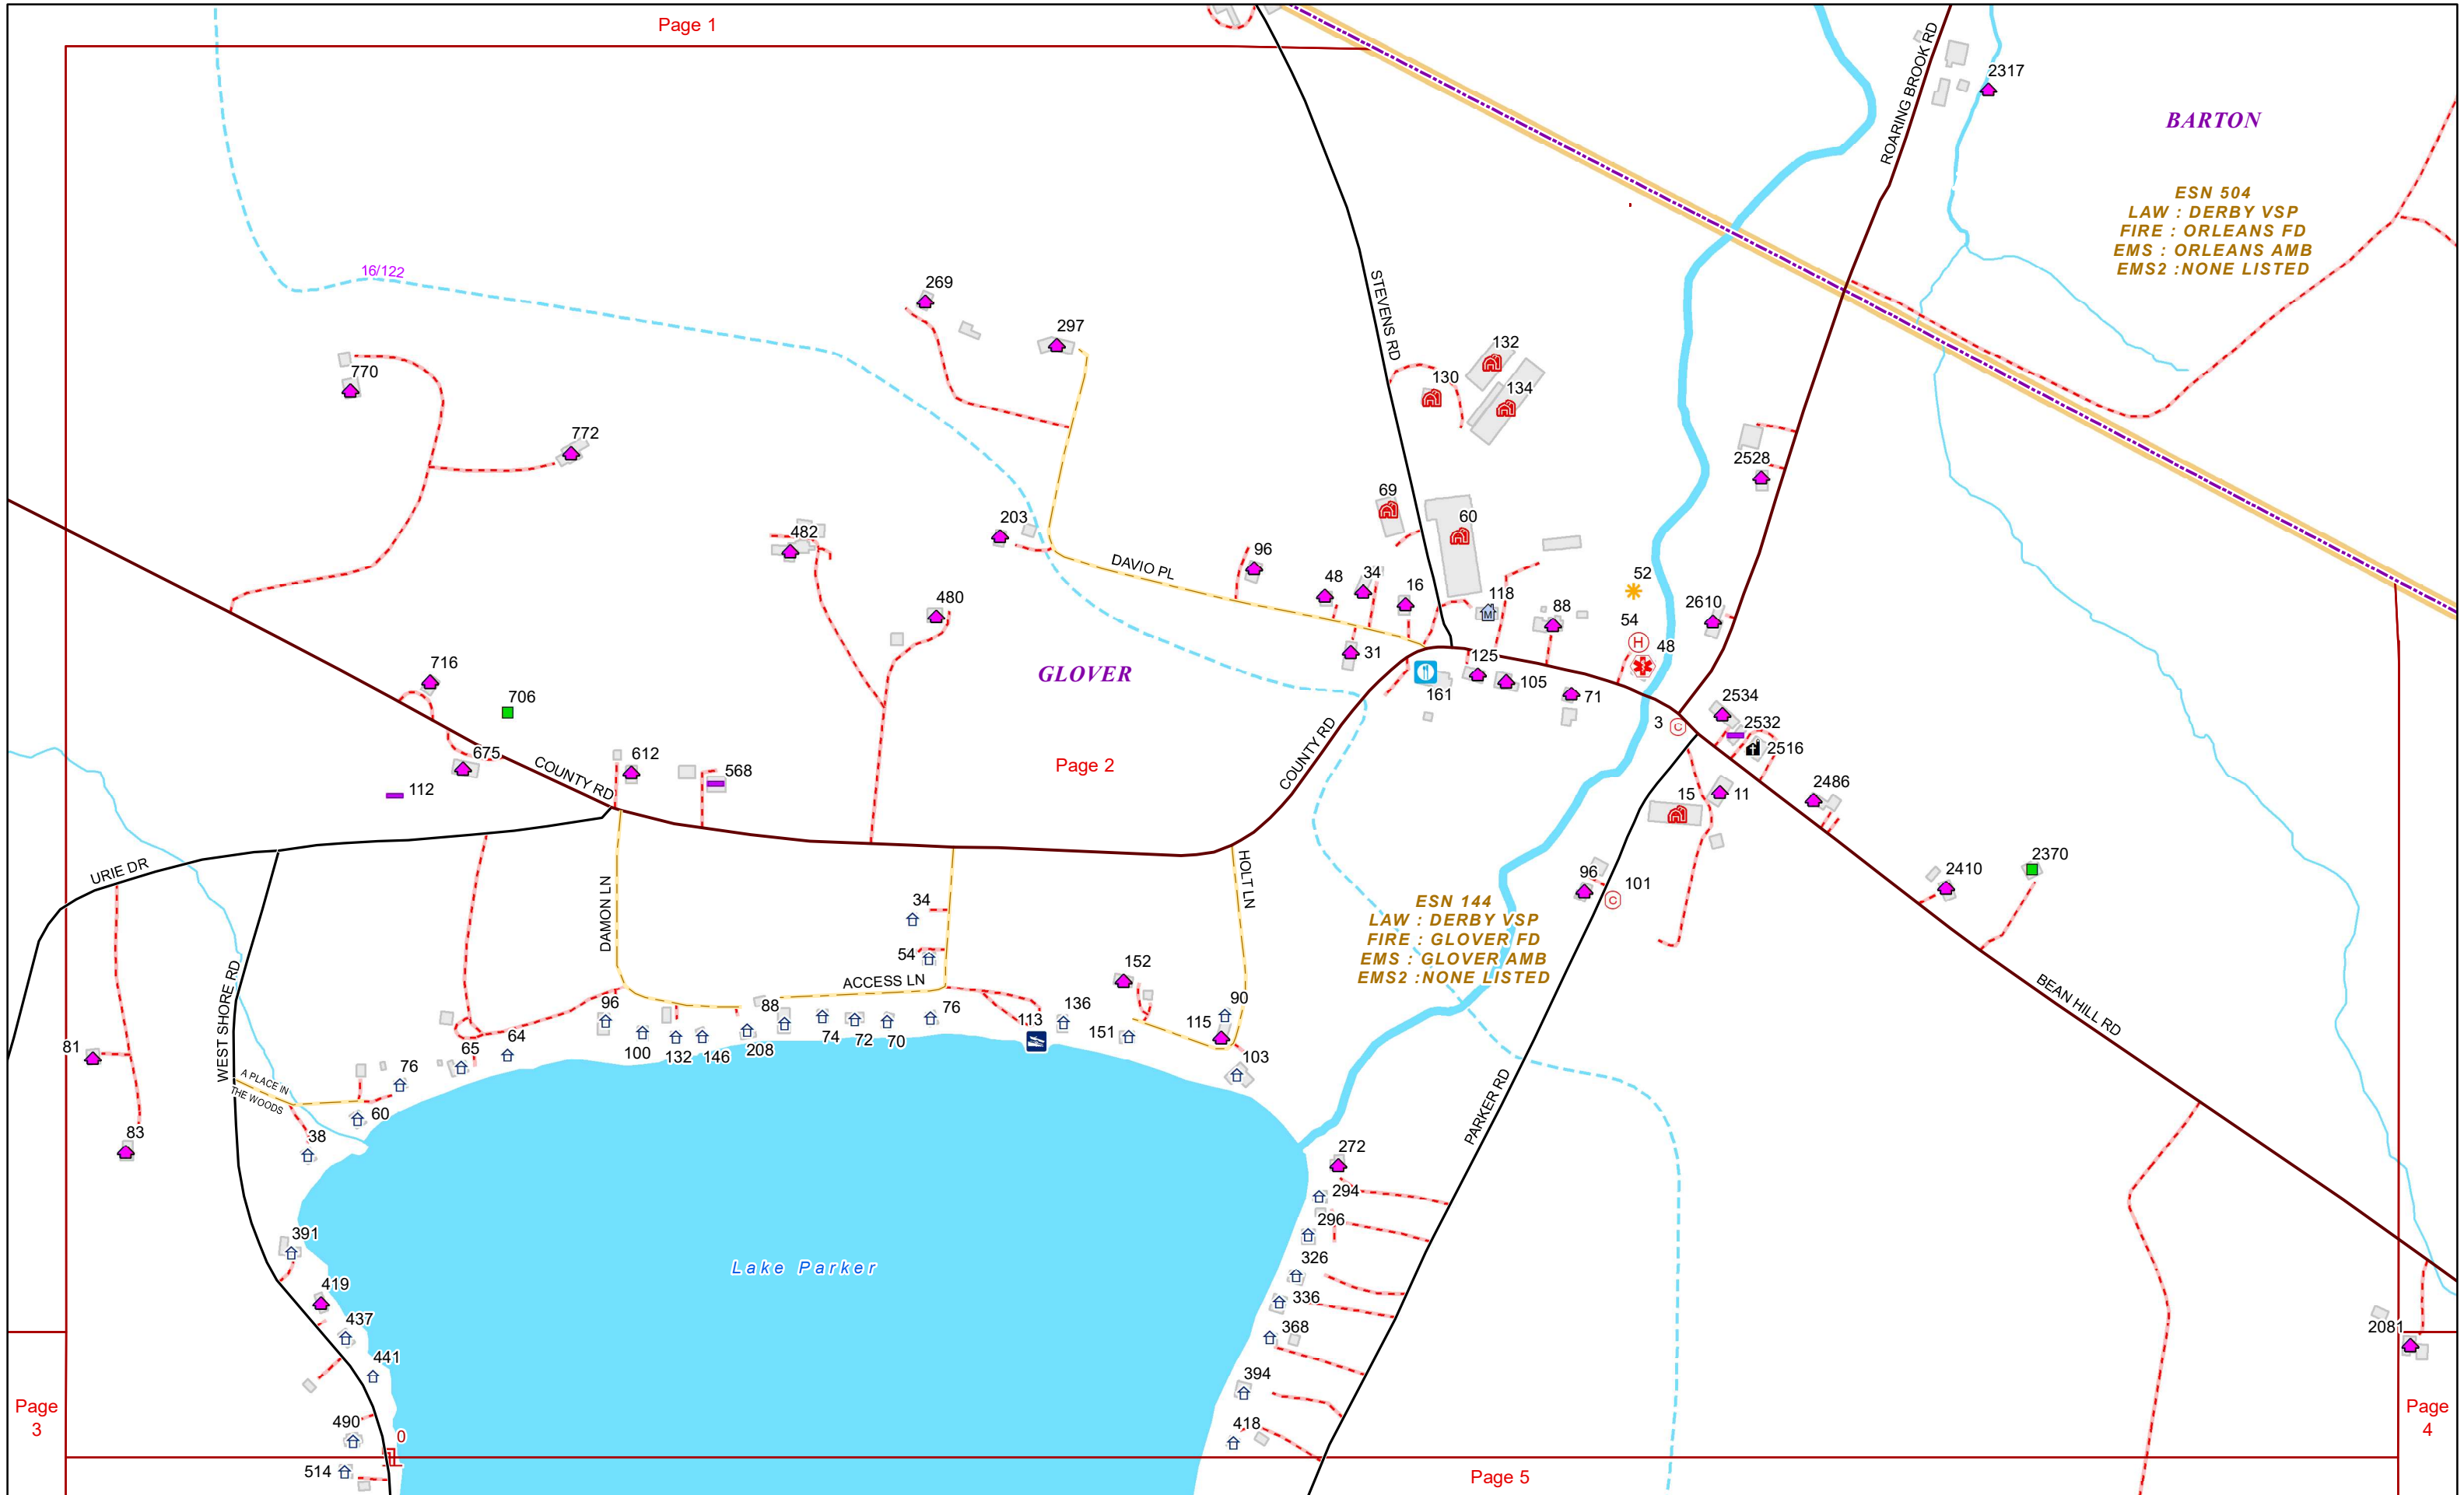 Page 1
ROARING BROOK RD
2317
BARTON
ESN 504
LAW : DERBY VSP
FIRE : ORLEANS FD
EMS : ORLEANS AMB
EMS2 :NONE LISTED
16/122
269
297
STEVENS RD
132
130
134
770
772
2528
69
60
482
203
DAVIO PL
96
48
34
16
118
M
88
52
54
H
48
2610
480
31
125
105
161
71
716
706
GLOVER
675
COUNTY RD
612
568
112
Page 2
COUNTY RD
3
C
2534
2532
2516
15
11
2486
URIE DR
DAMON LN
HOLT LN
34
54
96
101
C
2410
2370
ESN 144
LAW : DERBY VSP
FIRE : GLOVER FD
EMS : GLOVER AMB
EMS2 :NONE LISTED
WEST SHORE RD
ACCESS LN
152
BEAN HILL RD
96
88
76
113
136
90
115
151
103
64
65
100
132
146
208
74
72
70
81
76
A PLACE IN
THE WOODS
60
38
83
PARKER RD
272
294
296
326
336
368
394
418
391
419
437
441
490
0
514
Lake Parker
2081
Page
3
Page
4
Page 5